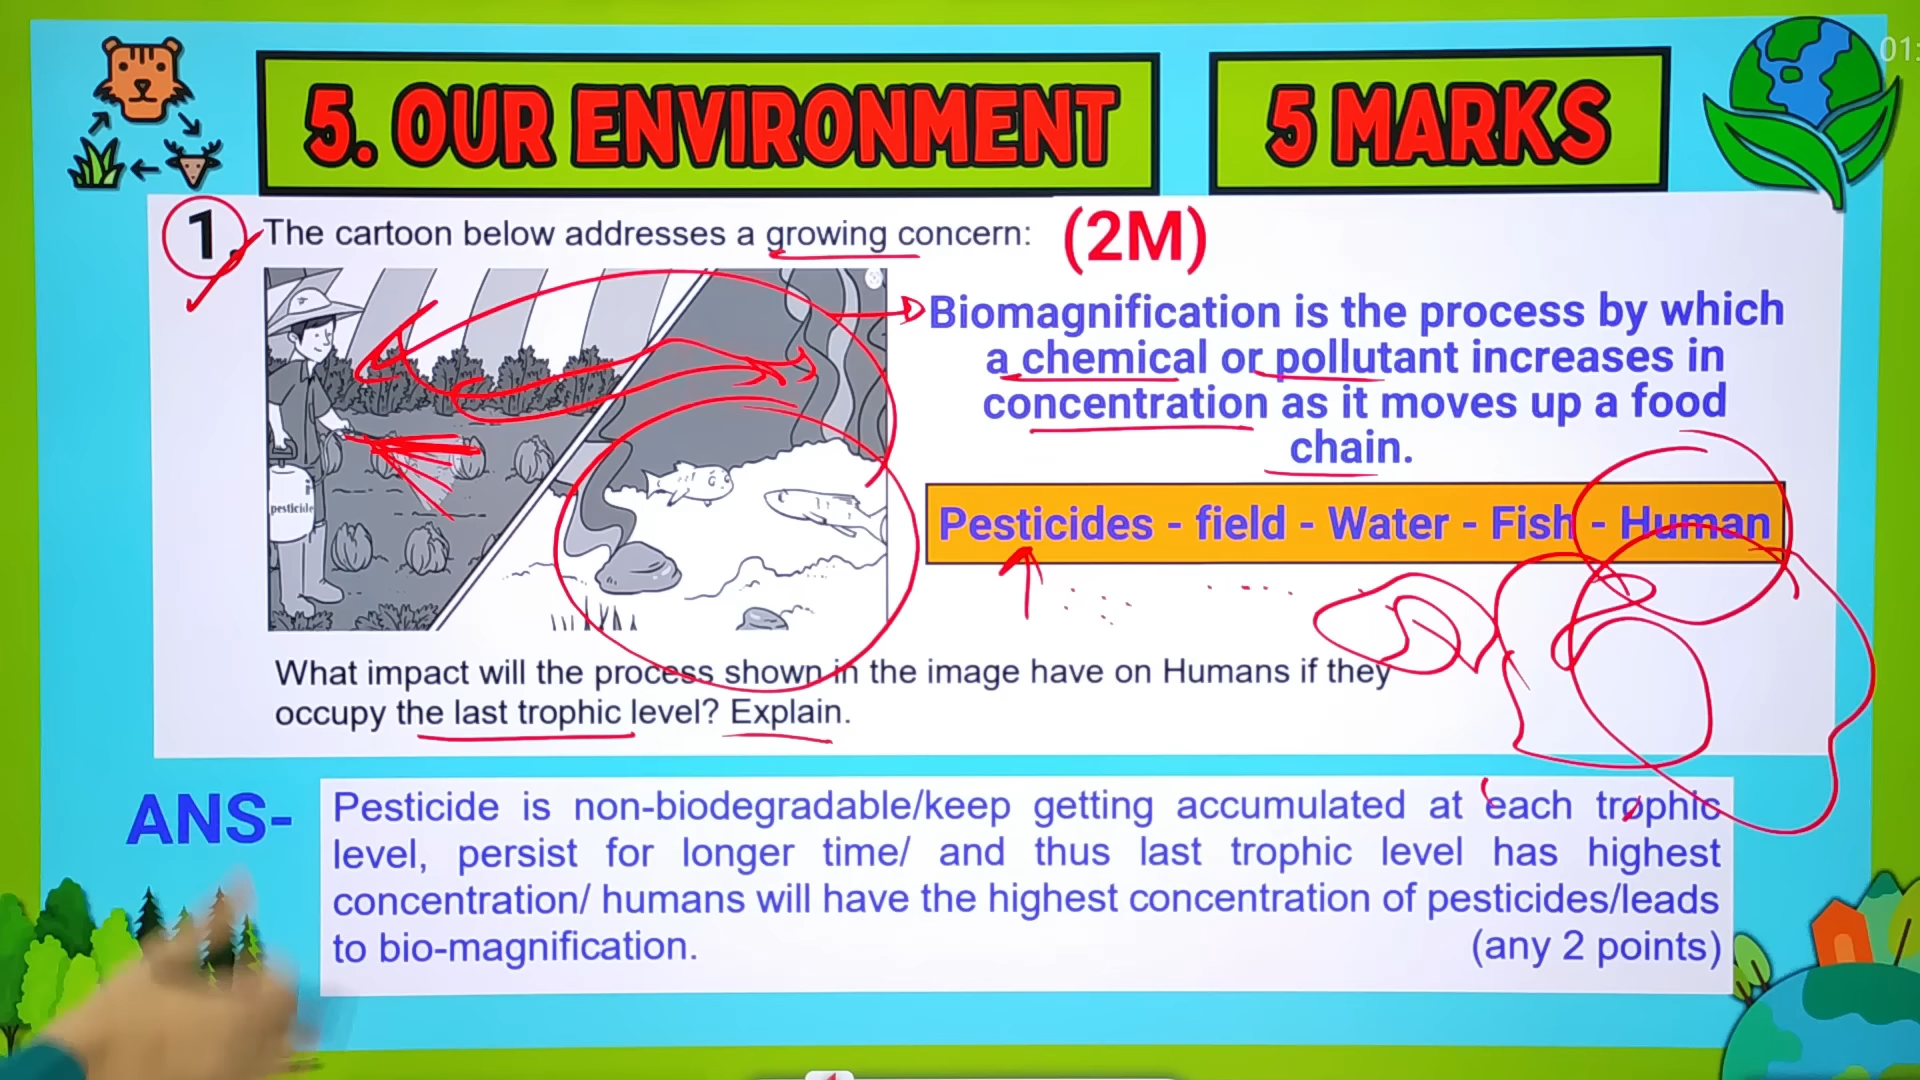 5. OUR ENVIRONMENT
5 MARKS
01:
1. The cartoon below addresses a growing concern: (2M)
pesticide
Biomagnification is the process by which
a chemical or pollutant increases in
concentration as it moves up a food
chain.
Pesticides - field - Water - Fish - Human
What impact will the process shown in the image have on Humans if they
occupy the last trophic level? Explain.
ANS-
Pesticide is non-biodegradable/keep getting accumulated at each trophic
level, persist for longer time/ and thus last trophic level has highest
concentration/ humans will have the highest concentration of pesticides/leads
to bio-magnification. (any 2 points)